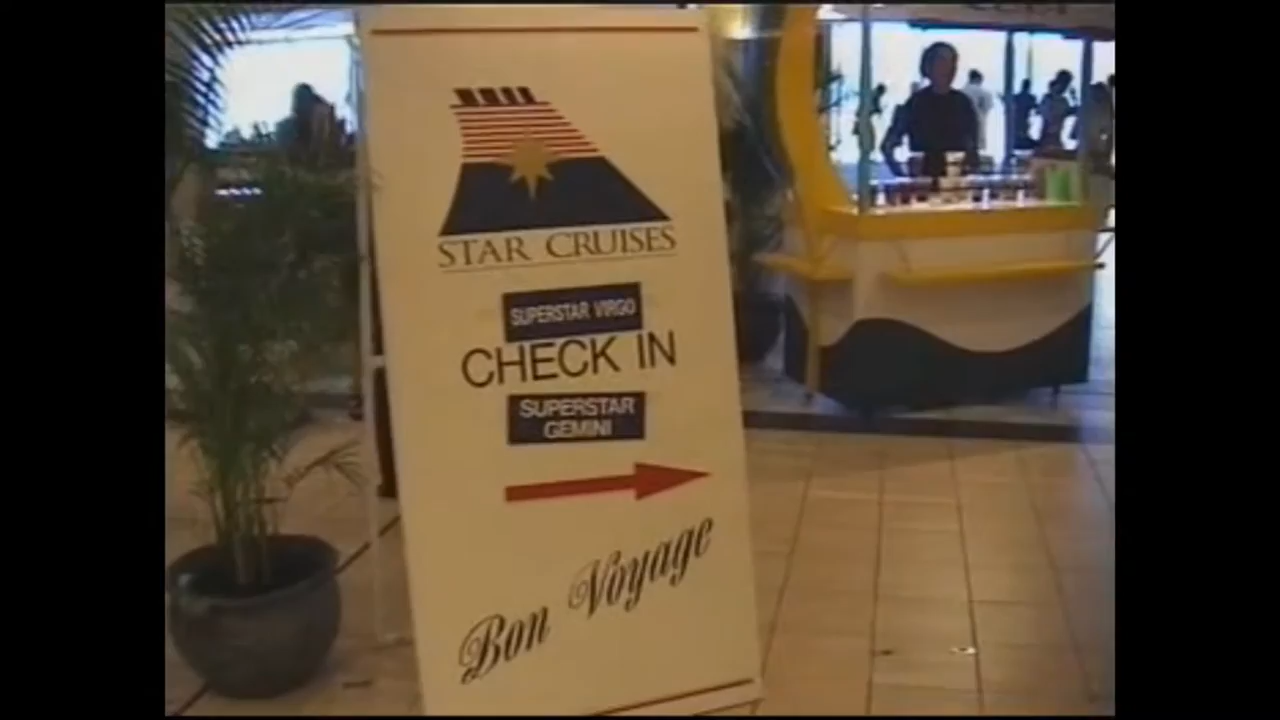 STAR CRUISES
SUPERSTAR VIRGO
CHECK IN
SUPERSTAR
GEMINI
Bon Voyage